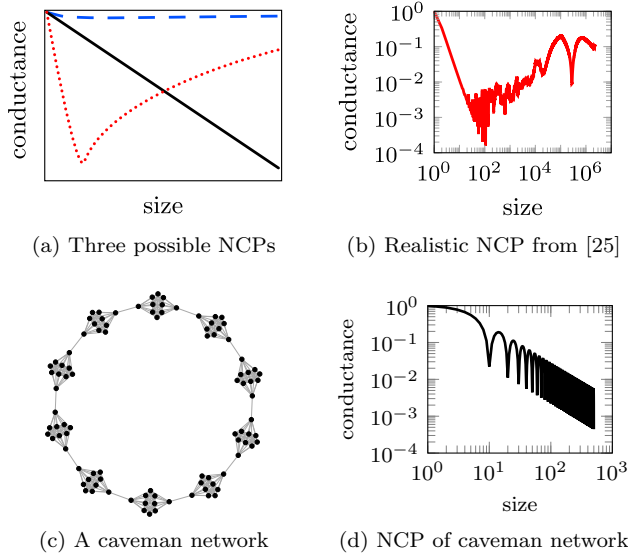 conductance
size
(a) Three possible NCPs
conductance
10^0
10^−1
10^−2
10^−3
10^−4
10^0 10^2 10^4 10^6
size
(b) Realistic NCP from [25]
(c) A caveman network
conductance
10^0
10^−1
10^−2
10^−3
10^−4
10^0 10^1 10^2 10^3
size
(d) NCP of caveman network